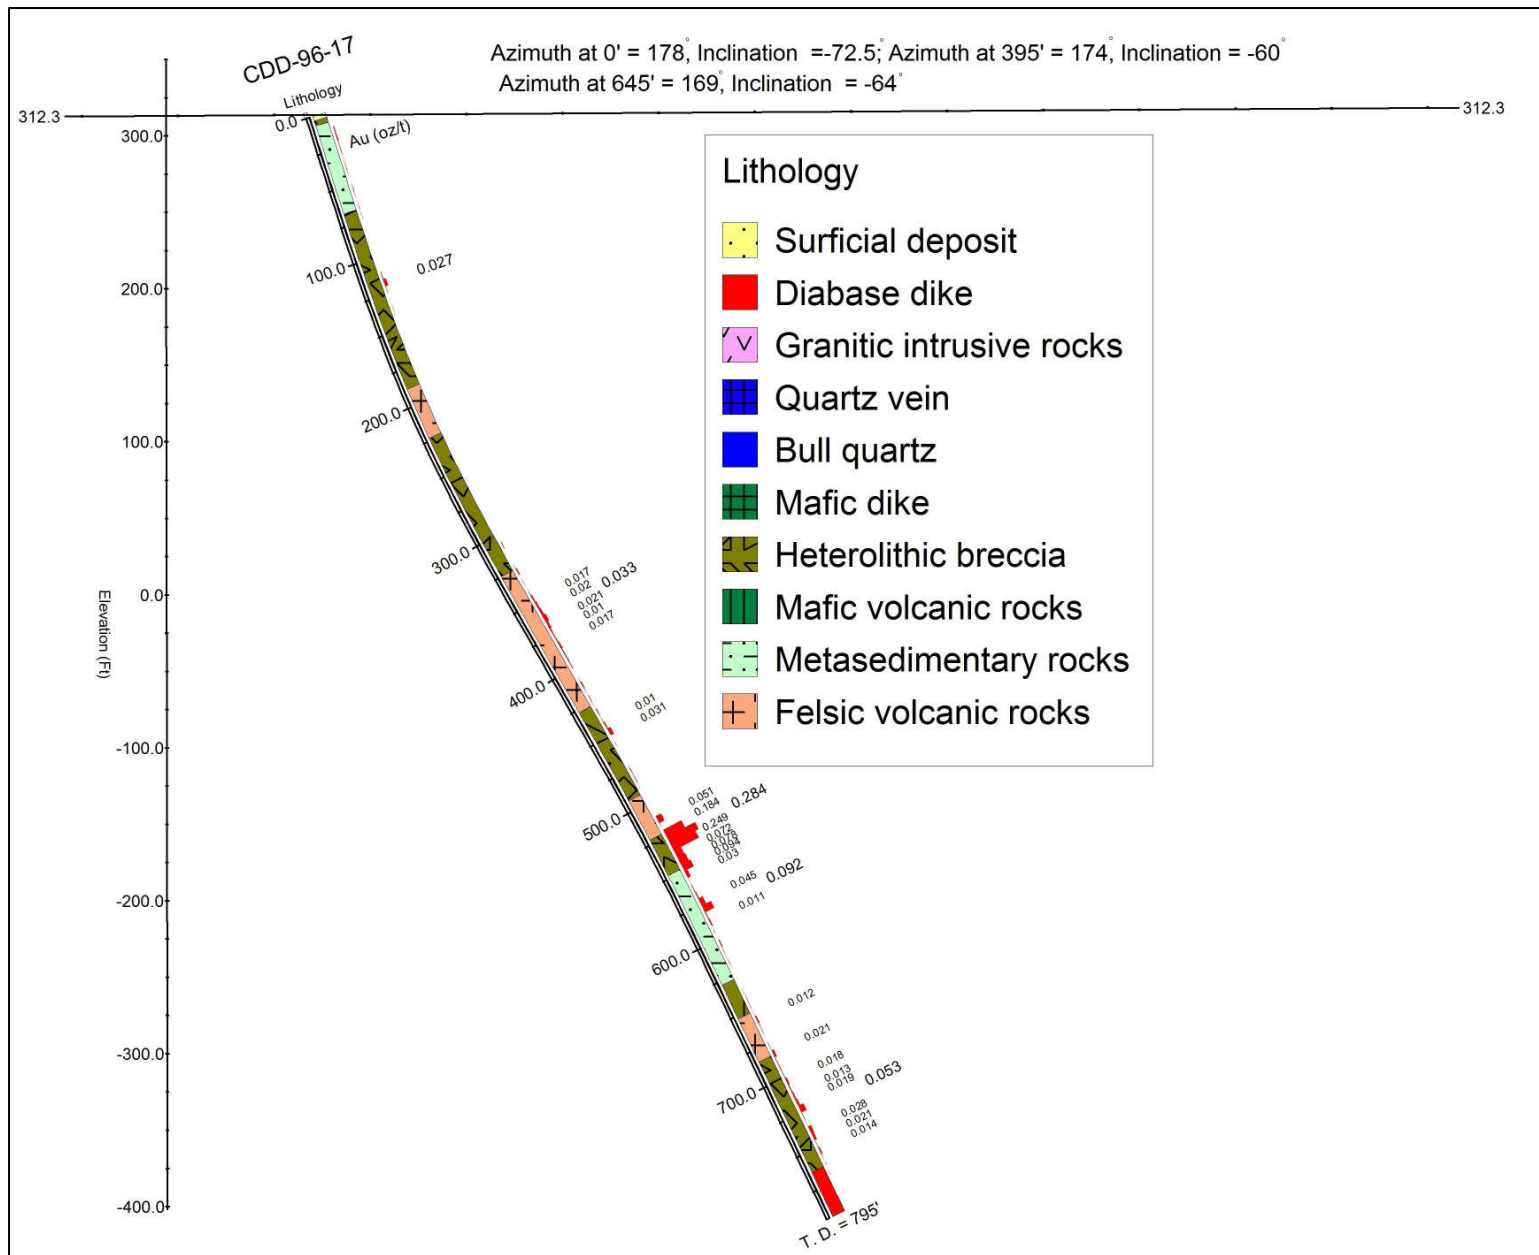 CDD-96-17
Azimuth at 0' = 178°, Inclination =-72.5; Azimuth at 395' = 174°, Inclination = -60°
Azimuth at 645' = 169°, Inclination = -64°
Lithology
312.3
312.3
0.0
Au (oz/t)
300.0
200.0
100.0
0.0
-100.0
-200.0
-300.0
-400.0
Elevation (Ft)
100.0
200.0
300.0
400.0
500.0
600.0
700.0
T. D. = 795'
0.027
0.017
0.02
0.033
0.021
0.01
0.017
0.01
0.031
0.051
0.184
0.284
0.249
0.072
0.078
0.094
0.03
0.045
0.092
0.011
0.012
0.021
0.018
0.013
0.019
0.053
0.028
0.021
0.014
Lithology
Surficial deposit
Diabase dike
Granitic intrusive rocks
Quartz vein
Bull quartz
Mafic dike
Heterolithic breccia
Mafic volcanic rocks
Metasedimentary rocks
Felsic volcanic rocks